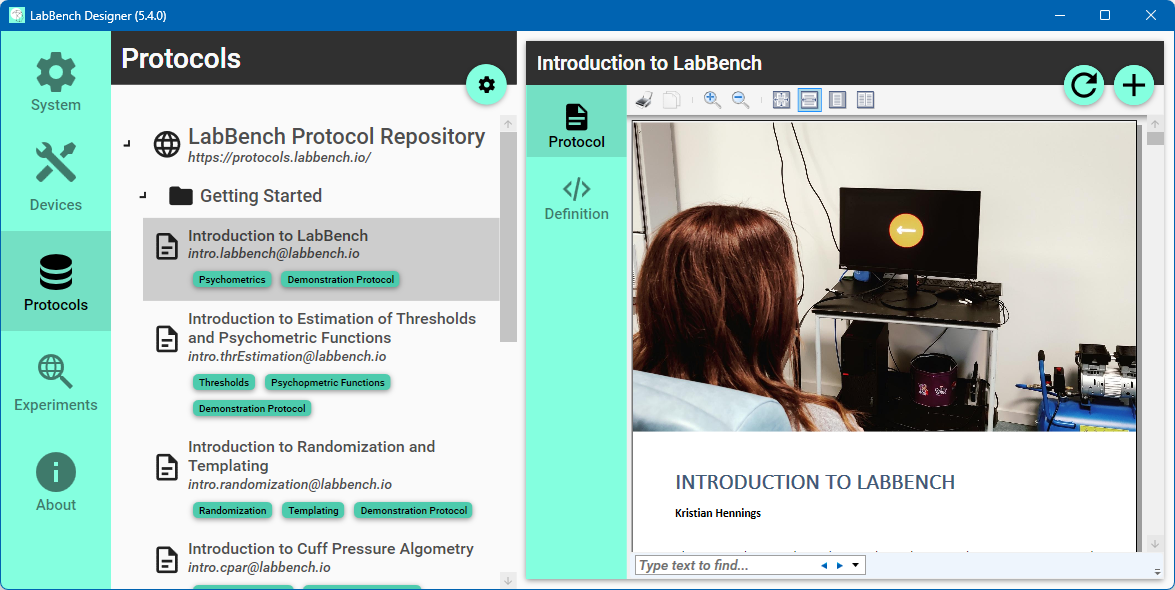 LabBench Designer (5.4.0)
System
Devices
Protocols
Experiments
About
Protocols
LabBench Protocol Repository
https://protocols.labbench.io/
Getting Started
Introduction to LabBench
intro.labbench@labbench.io
Psychometrics Demonstration Protocol
Introduction to Estimation of Thresholds
and Psychometric Functions
intro.thrEstimation@labbench.io
Thresholds Psychopmetric Functions
Demonstration Protocol
Introduction to Randomization and
Templating
intro.randomization@labbench.io
Randomization Templating Demonstration Protocol
Introduction to Cuff Pressure Algometry
intro.cpar@labbench.io
Introduction to LabBench
Protocol
Definition
INTRODUCTION TO LABBENCH
Kristian Hennings
Type text to find...